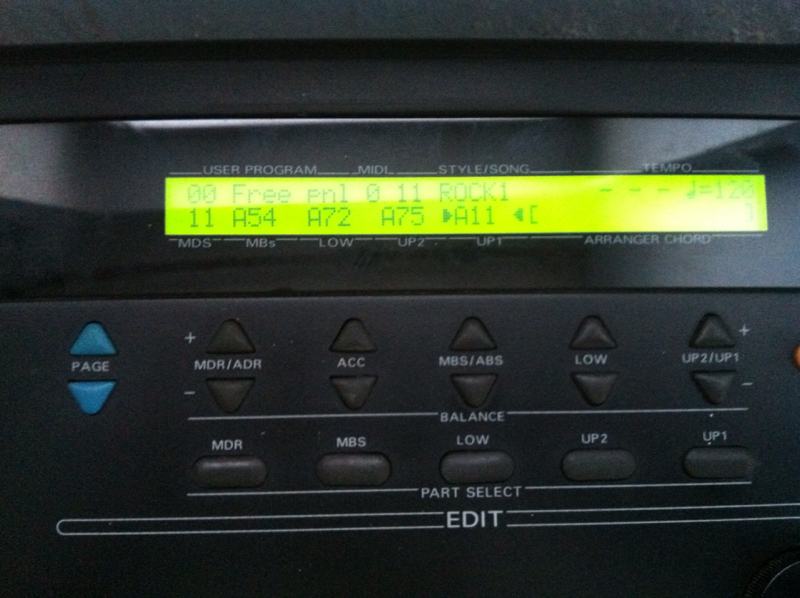 USER PROGRAM MIDI STYLE/SONG TEMPO
00 Free pnl 0 11 ROCK1 - - - ♩=120
11 A54 A72 A75 ▶A11 ◀[ ]
MDS MBs LOW UP2 UP1 ARRANGER CHORD
+ +
PAGE MDR/ADR ACC MBS/ABS LOW UP2/UP1
- -
BALANCE
MDR MBS LOW UP2 UP1
PART SELECT
EDIT